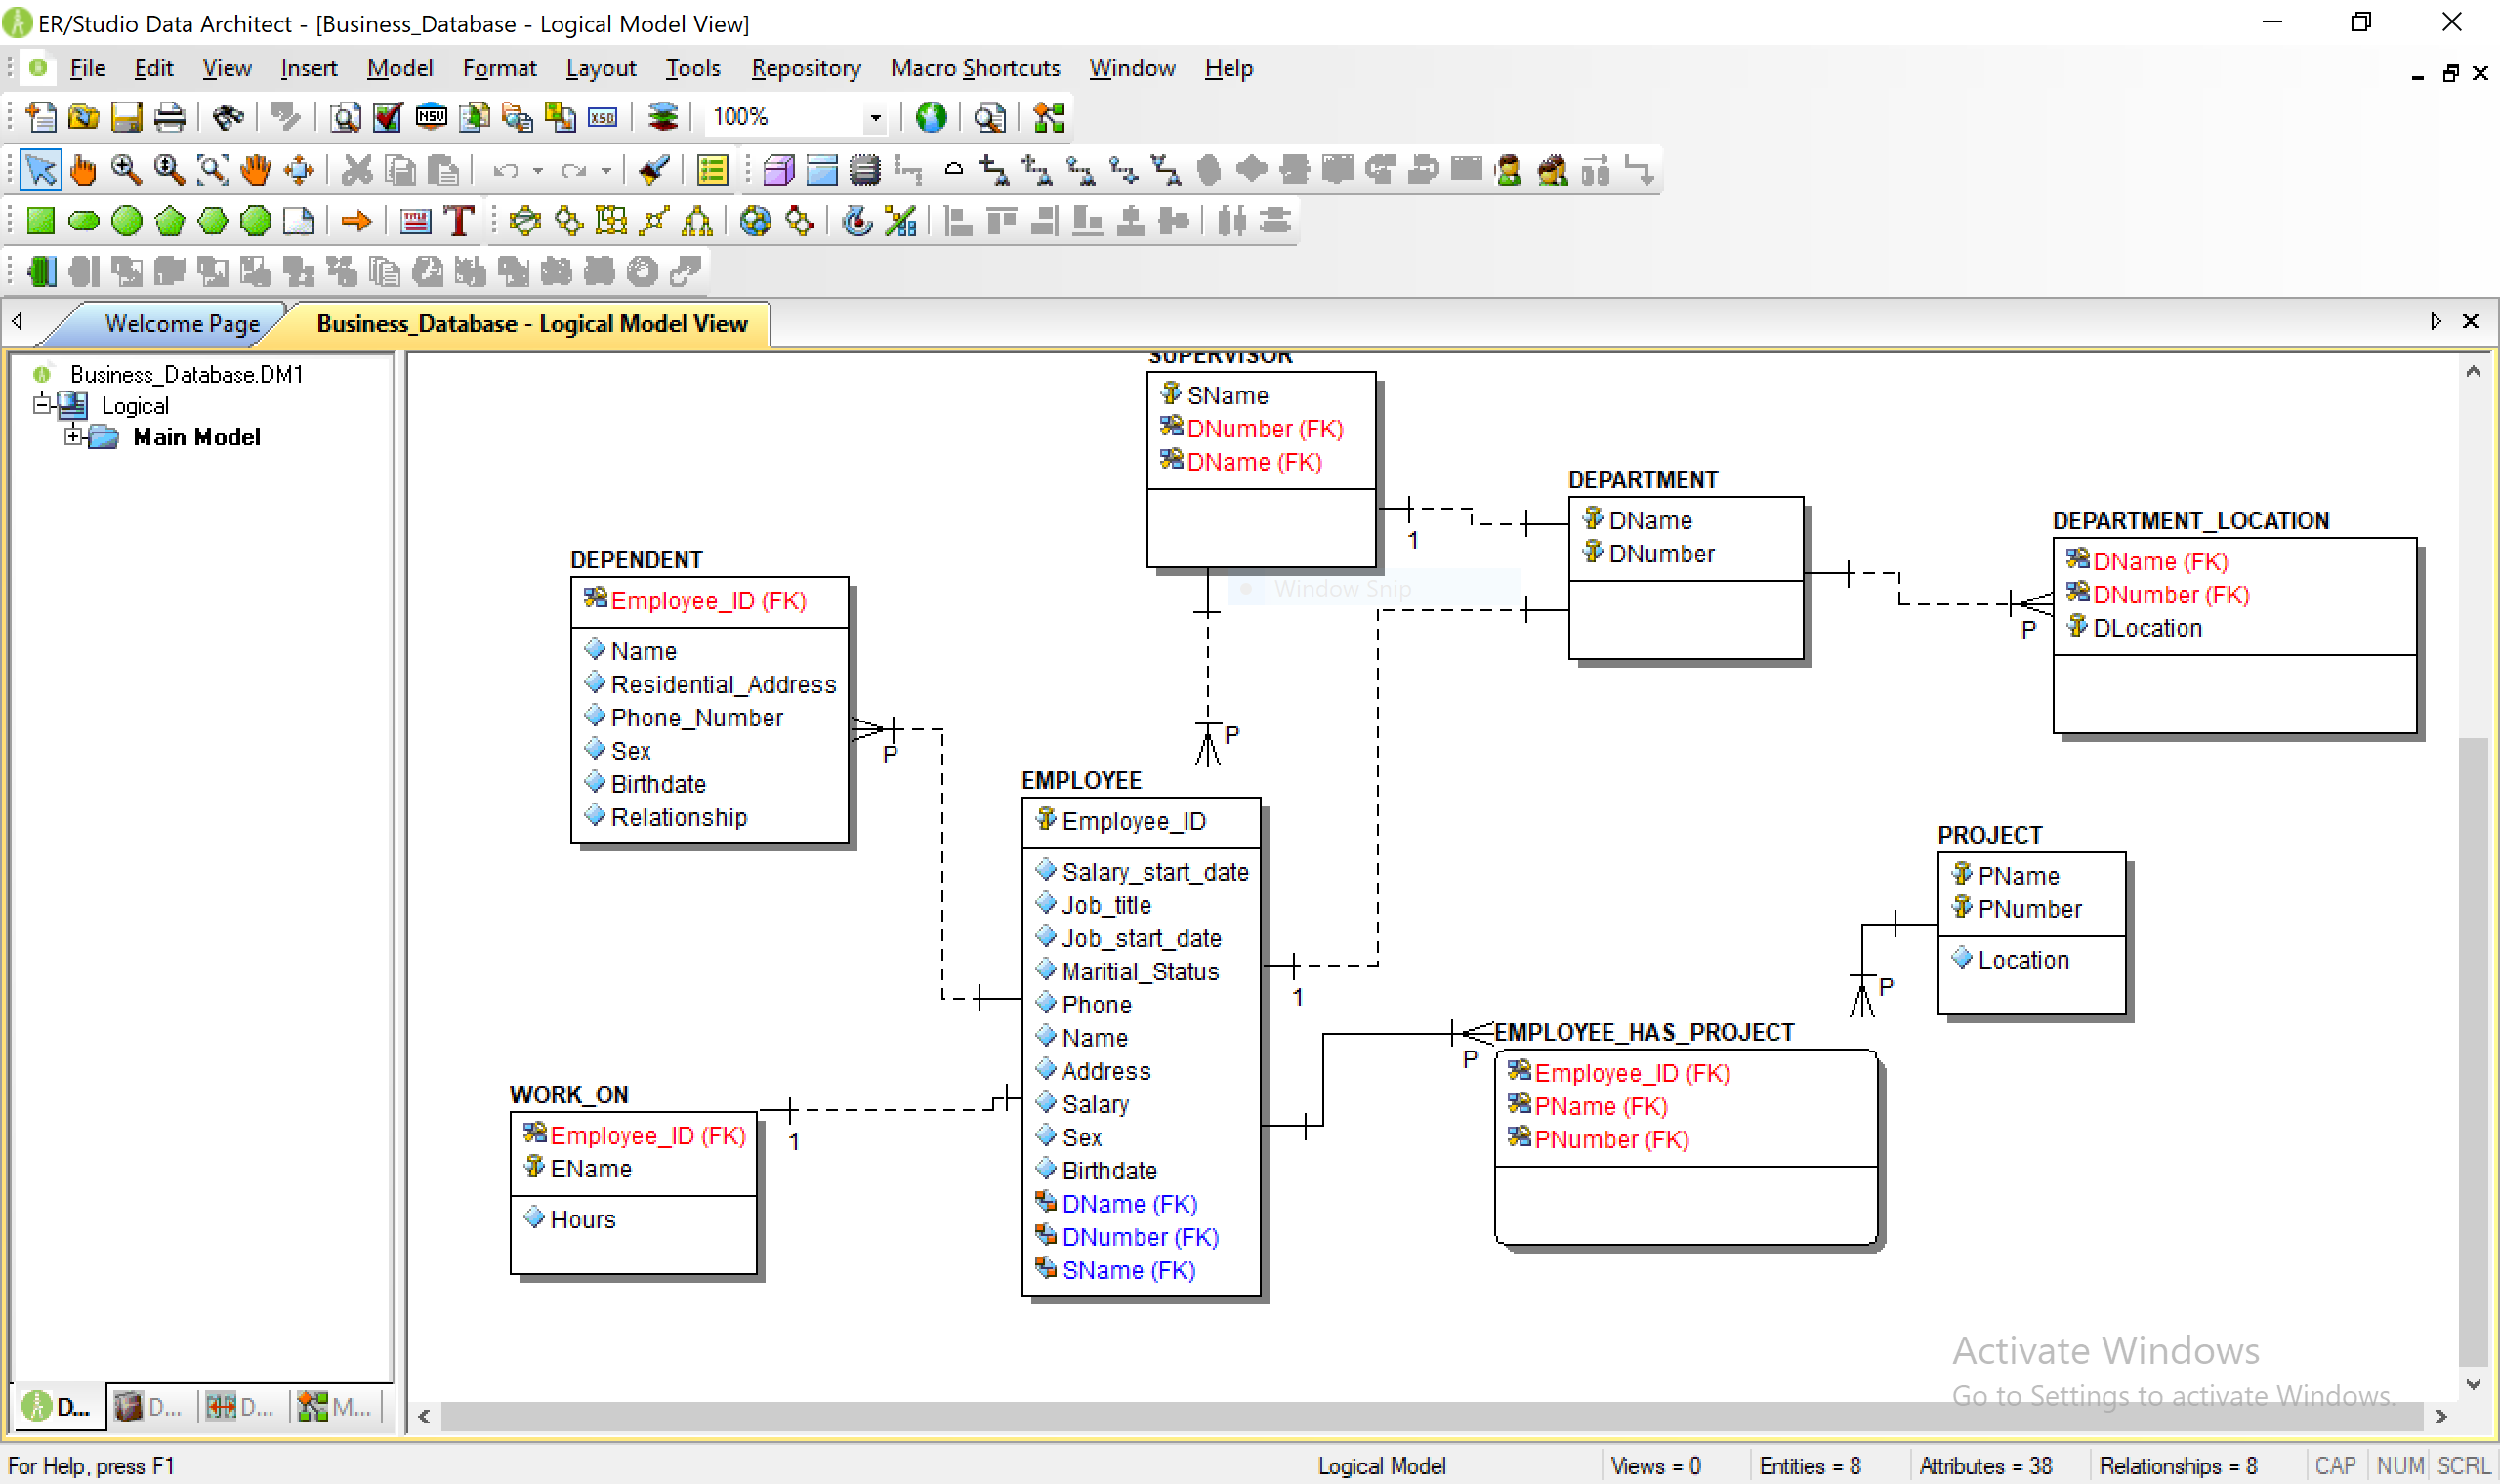 ER/Studio Data Architect - [Business_Database - Logical Model View]
File Edit View Insert Model Format Layout Tools Repository Macro Shortcuts Window Help
NSU
XSD
100%
TITLE
T
Welcome Page
Business_Database - Logical Model View
Business_Database.DM1
Logical
Main Model
SUPERVISOR
SName
DNumber (FK)
DName (FK)
1
Window Snip
DEPARTMENT
DName
DNumber
DEPARTMENT_LOCATION
DName (FK)
DNumber (FK)
DLocation
P
DEPENDENT
Employee_ID (FK)
Name
Residential_Address
Phone_Number
Sex
Birthdate
Relationship
P
P
EMPLOYEE
Employee_ID
Salary_start_date
Job_title
Job_start_date
Maritial_Status
Phone
Name
Address
Salary
Sex
Birthdate
DName (FK)
DNumber (FK)
SName (FK)
1
PROJECT
PName
PNumber
Location
P
EMPLOYEE_HAS_PROJECT
P
Employee_ID (FK)
PName (FK)
PNumber (FK)
WORK_ON
Employee_ID (FK)
EName
Hours
1
Activate Windows
Go to Settings to activate Windows.
D... D... D... M...
For Help, press F1
Logical Model
Views = 0
Entities = 8
Attributes = 38
Relationships = 8
CAP NUM SCRL